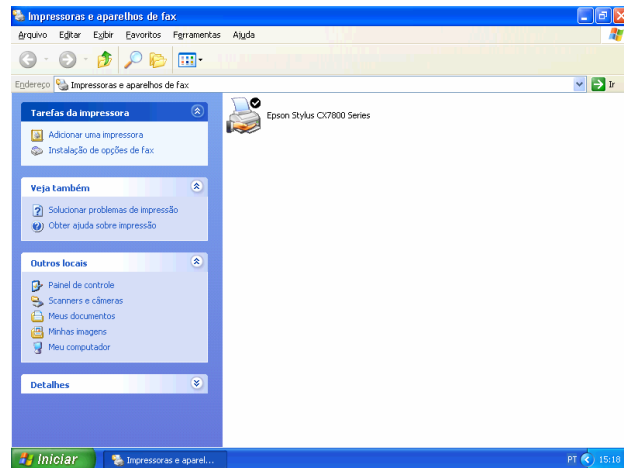 Impressoras e aparelhos de fax
Arquivo Editar Exibir Favoritos Ferramentas Ajuda
Endereço Impressoras e aparelhos de fax Ir
Tarefas da impressora
Adicionar uma impressora
Instalação de opções de fax
Veja também
Solucionar problemas de impressão
Obter ajuda sobre impressão
Outros locais
Painel de controle
Scanners e câmeras
Meus documentos
Minhas imagens
Meu computador
Detalhes
Epson Stylus CX7800 Series
Iniciar Impressoras e aparel... PT 15:18